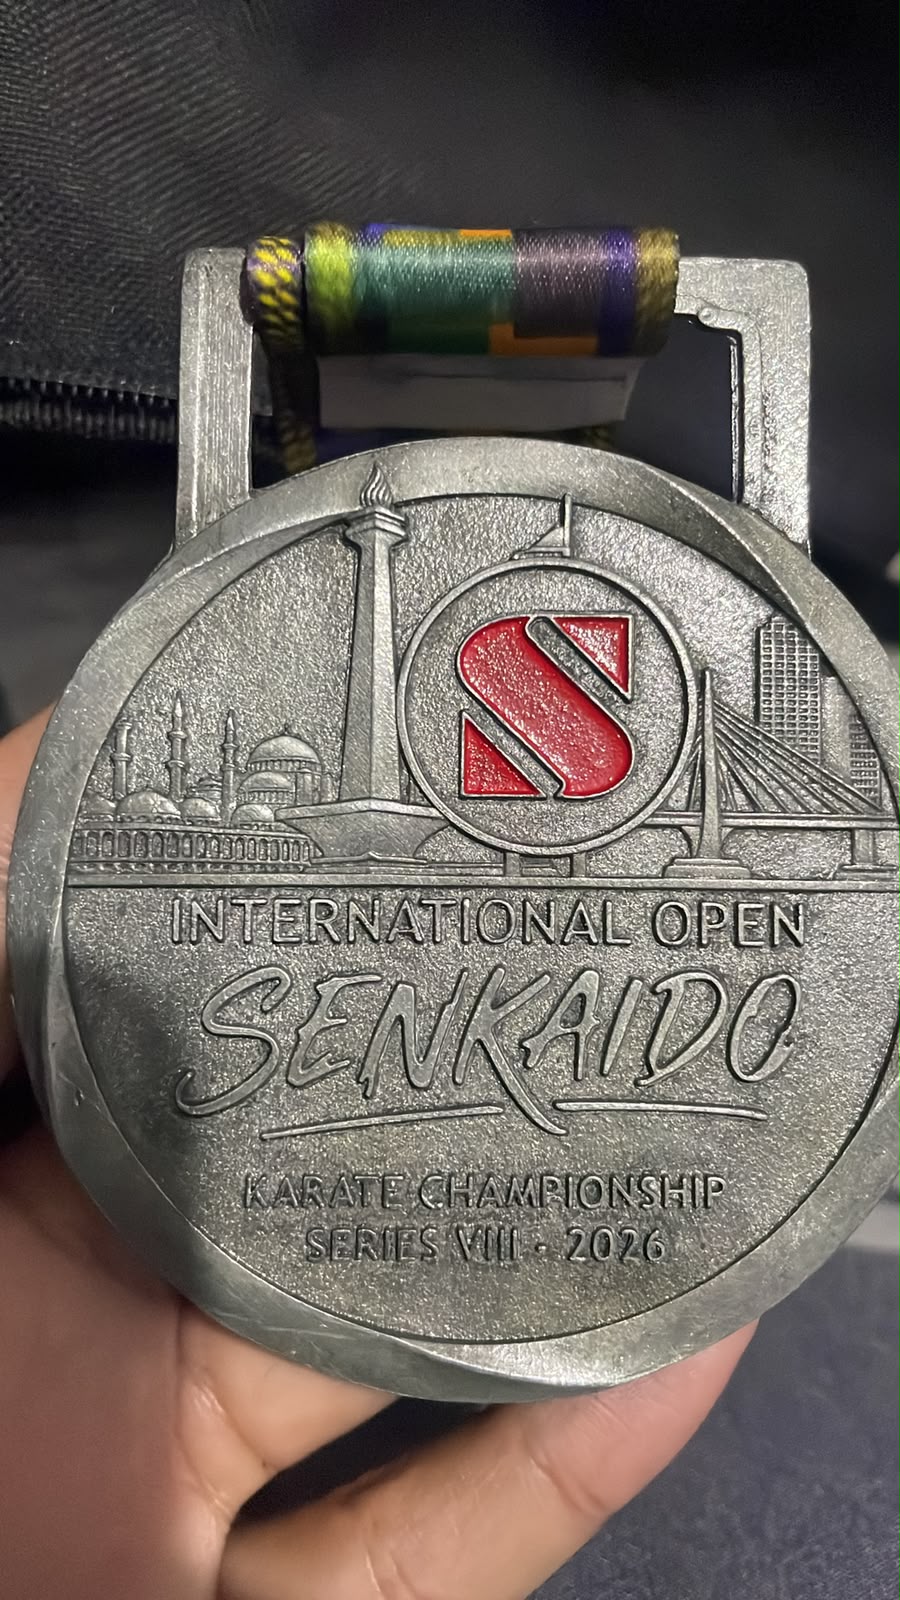 S
INTERNATIONAL OPEN
SENKAIDO
KARATE CHAMPIONSHIP
SERIES VIII - 2026